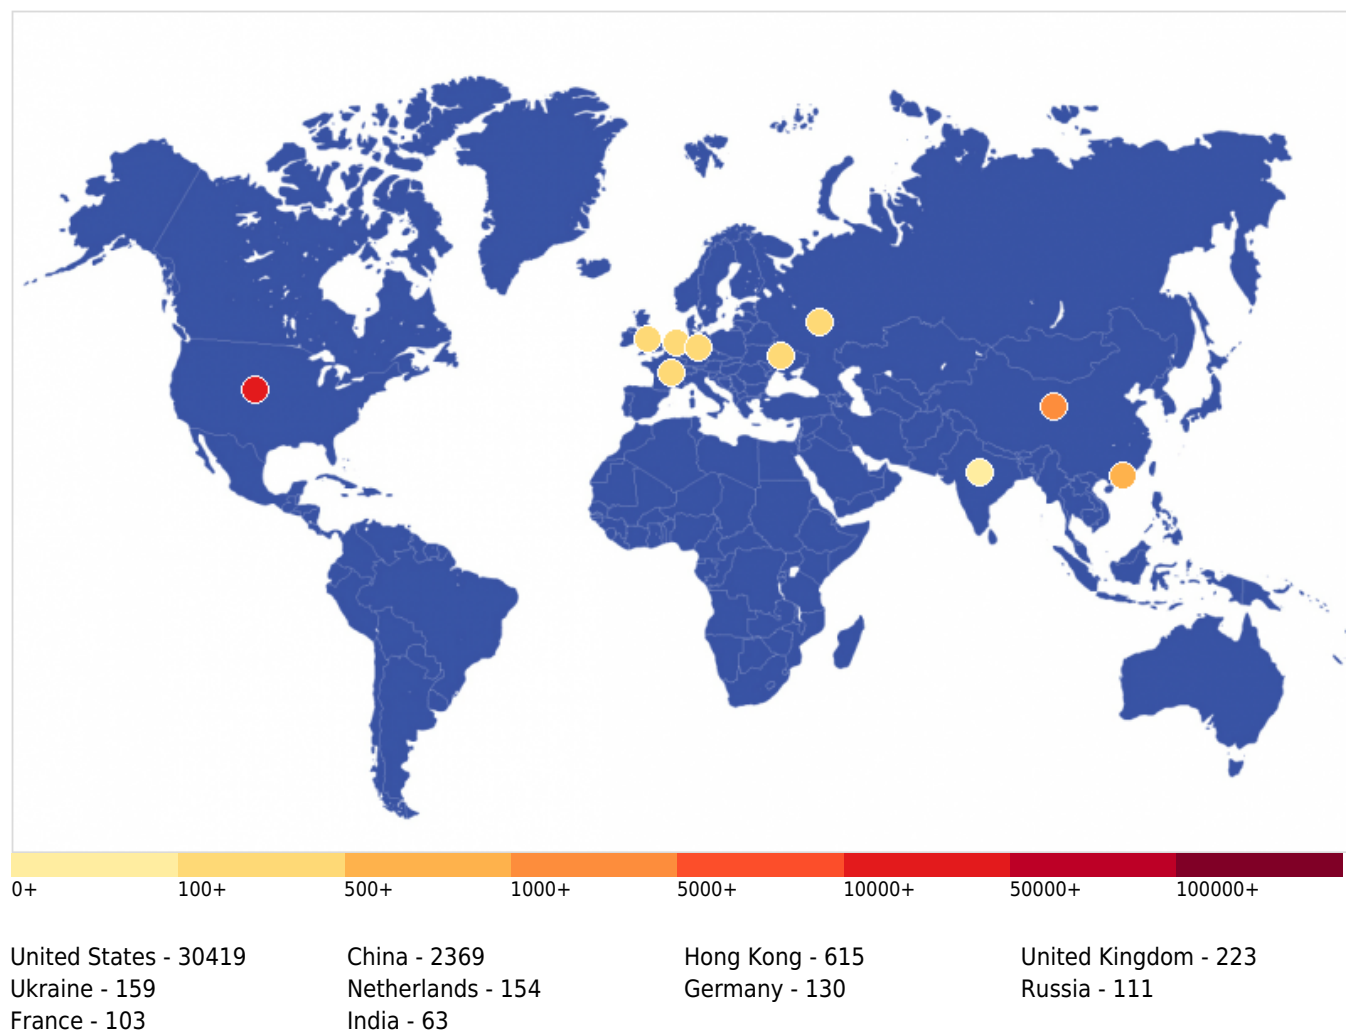 0+ 100+ 500+ 1000+ 5000+ 10000+ 50000+ 100000+
United States - 30419 China - 2369 Hong Kong - 615 United Kingdom - 223
Ukraine - 159 Netherlands - 154 Germany - 130 Russia - 111
France - 103 India - 63